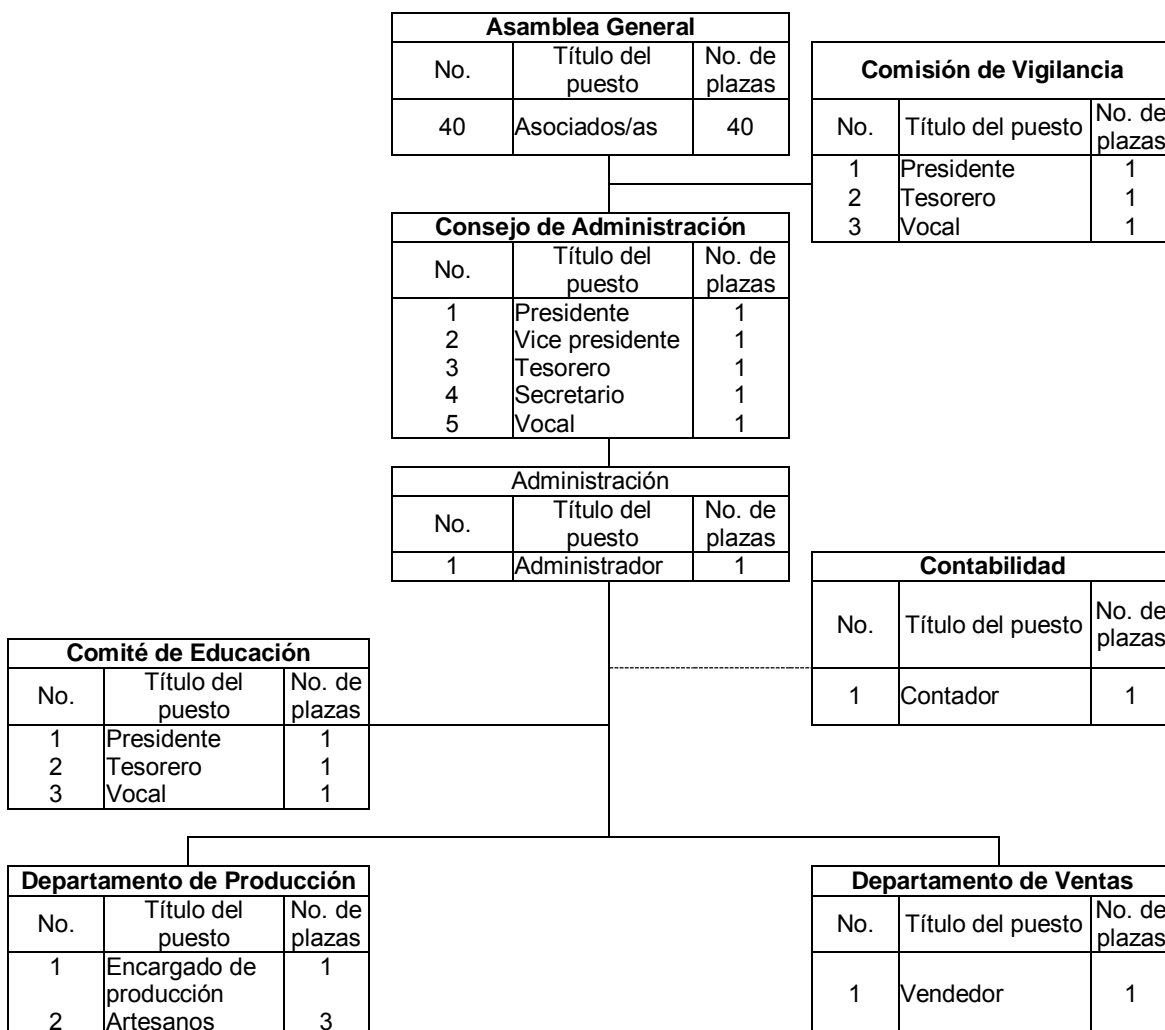 Asamblea General
No. Título del puesto No. de plazas
40 Asociados/as 40
Comisión de Vigilancia
No. Título del puesto No. de plazas
1 Presidente 1
2 Tesorero 1
3 Vocal 1
Consejo de Administración
No. Título del puesto No. de plazas
1 Presidente 1
2 Vice presidente 1
3 Tesorero 1
4 Secretario 1
5 Vocal 1
Administración
No. Título del puesto No. de plazas
1 Administrador 1
Contabilidad
No. Título del puesto No. de plazas
1 Contador 1
Comité de Educación
No. Título del puesto No. de plazas
1 Presidente 1
2 Tesorero 1
3 Vocal 1
Departamento de Producción
No. Título del puesto No. de plazas
1 Encargado de producción 1
2 Artesanos 3
Departamento de Ventas
No. Título del puesto No. de plazas
1 Vendedor 1